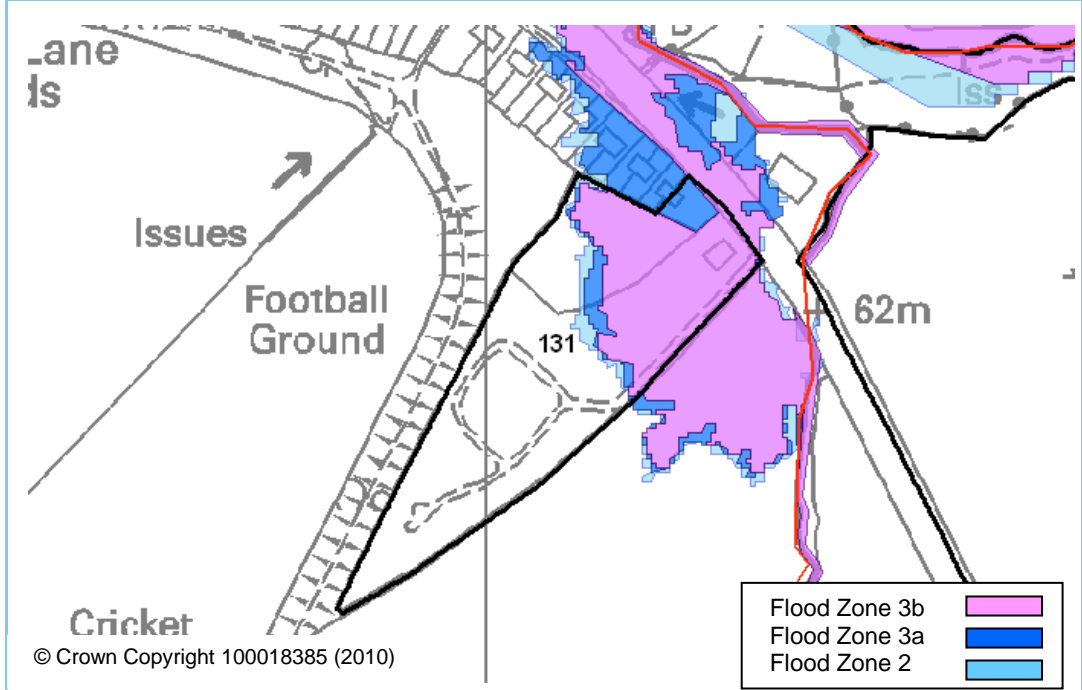 Lane
ds
Iss
Issues
Football
Ground
62m
131
Cricket
© Crown Copyright 100018385 (2010)
Flood Zone 3b
Flood Zone 3a
Flood Zone 2